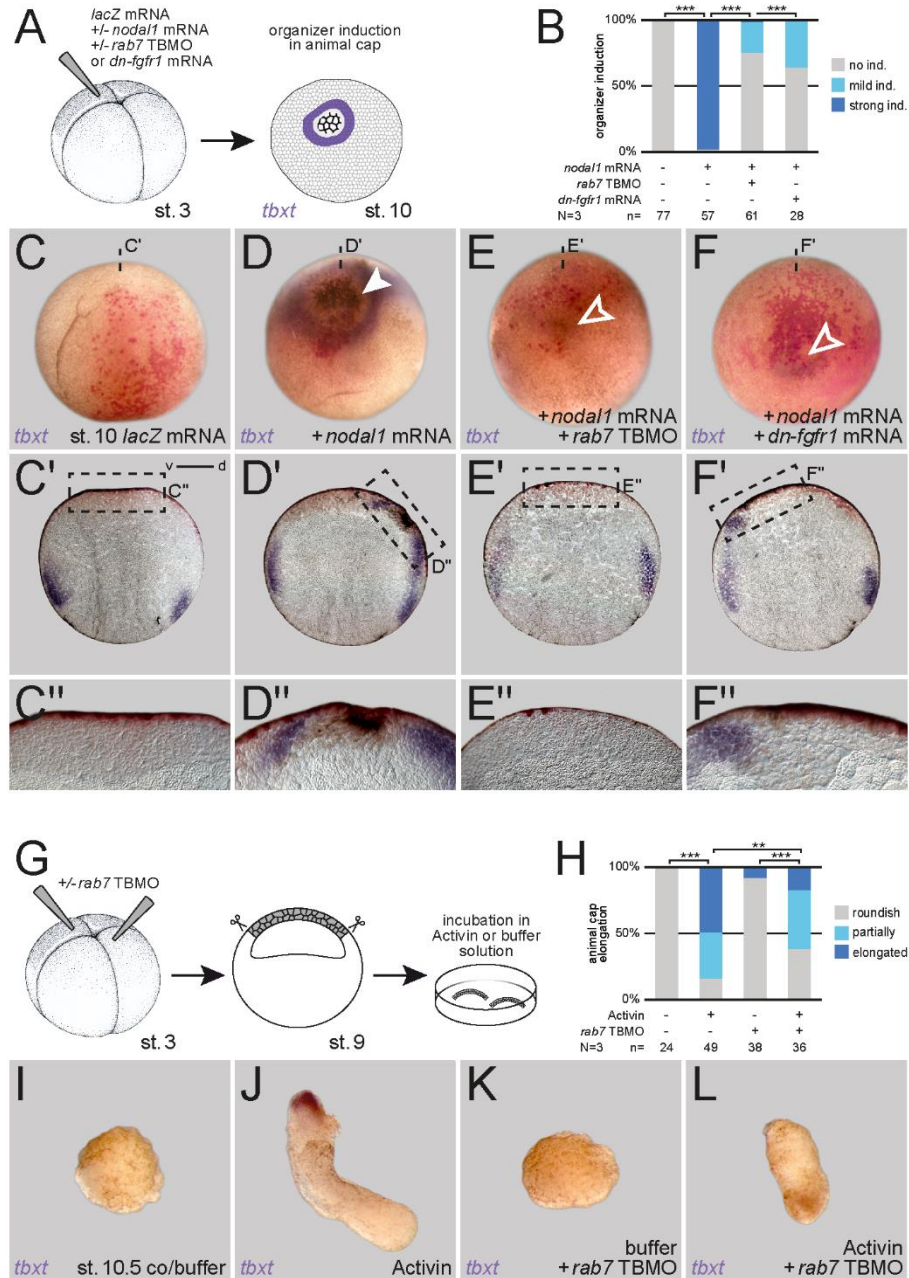 A
lacZ mRNA
+/- nodal1 mRNA
+/- rab7 TBMO
or dn-fgfr1 mRNA
st. 3
organizer induction
in animal cap
tbxt
st. 10
B
***
***
***
100%
50%
0%
organizer induction
no ind.
mild ind.
strong ind.
nodal1 mRNA - + + +
rab7 TBMO +
dn-fgfr1 mRNA +
N=3 n= 77 57 61 28
C
C'
tbxt
st. 10 lacZ mRNA
D
D'
tbxt
+ nodal1 mRNA
E
E'
+ nodal1 mRNA
tbxt
+ rab7 TBMO
F
F'
+ nodal1 mRNA
tbxt
+ dn-fgfr1 mRNA
C'
v
d
C"
D'
D"
E'
E"
F'
F"
C"
D"
E"
F"
G
+/- rab7 TBMO
st. 3
st. 9
incubation in
Activin or buffer
solution
H
**
***
***
100%
50%
0%
animal cap
elongation
roundish
partially
elongated
Activin - + - +
rab7 TBMO - - + +
N=3 n= 24 49 38 36
I
tbxt
st. 10.5 co/buffer
J
tbxt
Activin
K
buffer
tbxt
+ rab7 TBMO
L
Activin
tbxt
+ rab7 TBMO